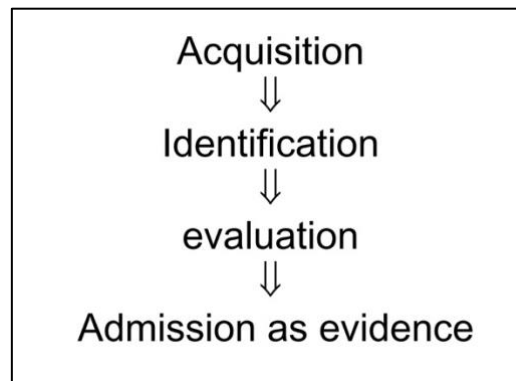 Acquisition
⇓
Identification
⇓
evaluation
⇓
Admission as evidence